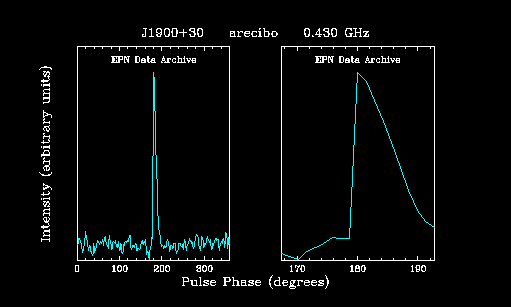 J1900+30 arecibo 0.430 GHz
EPN Data Archive EPN Data Archive
Intensity (arbitrary units)
0 100 200 300 170 180 190
Pulse Phase (degrees)